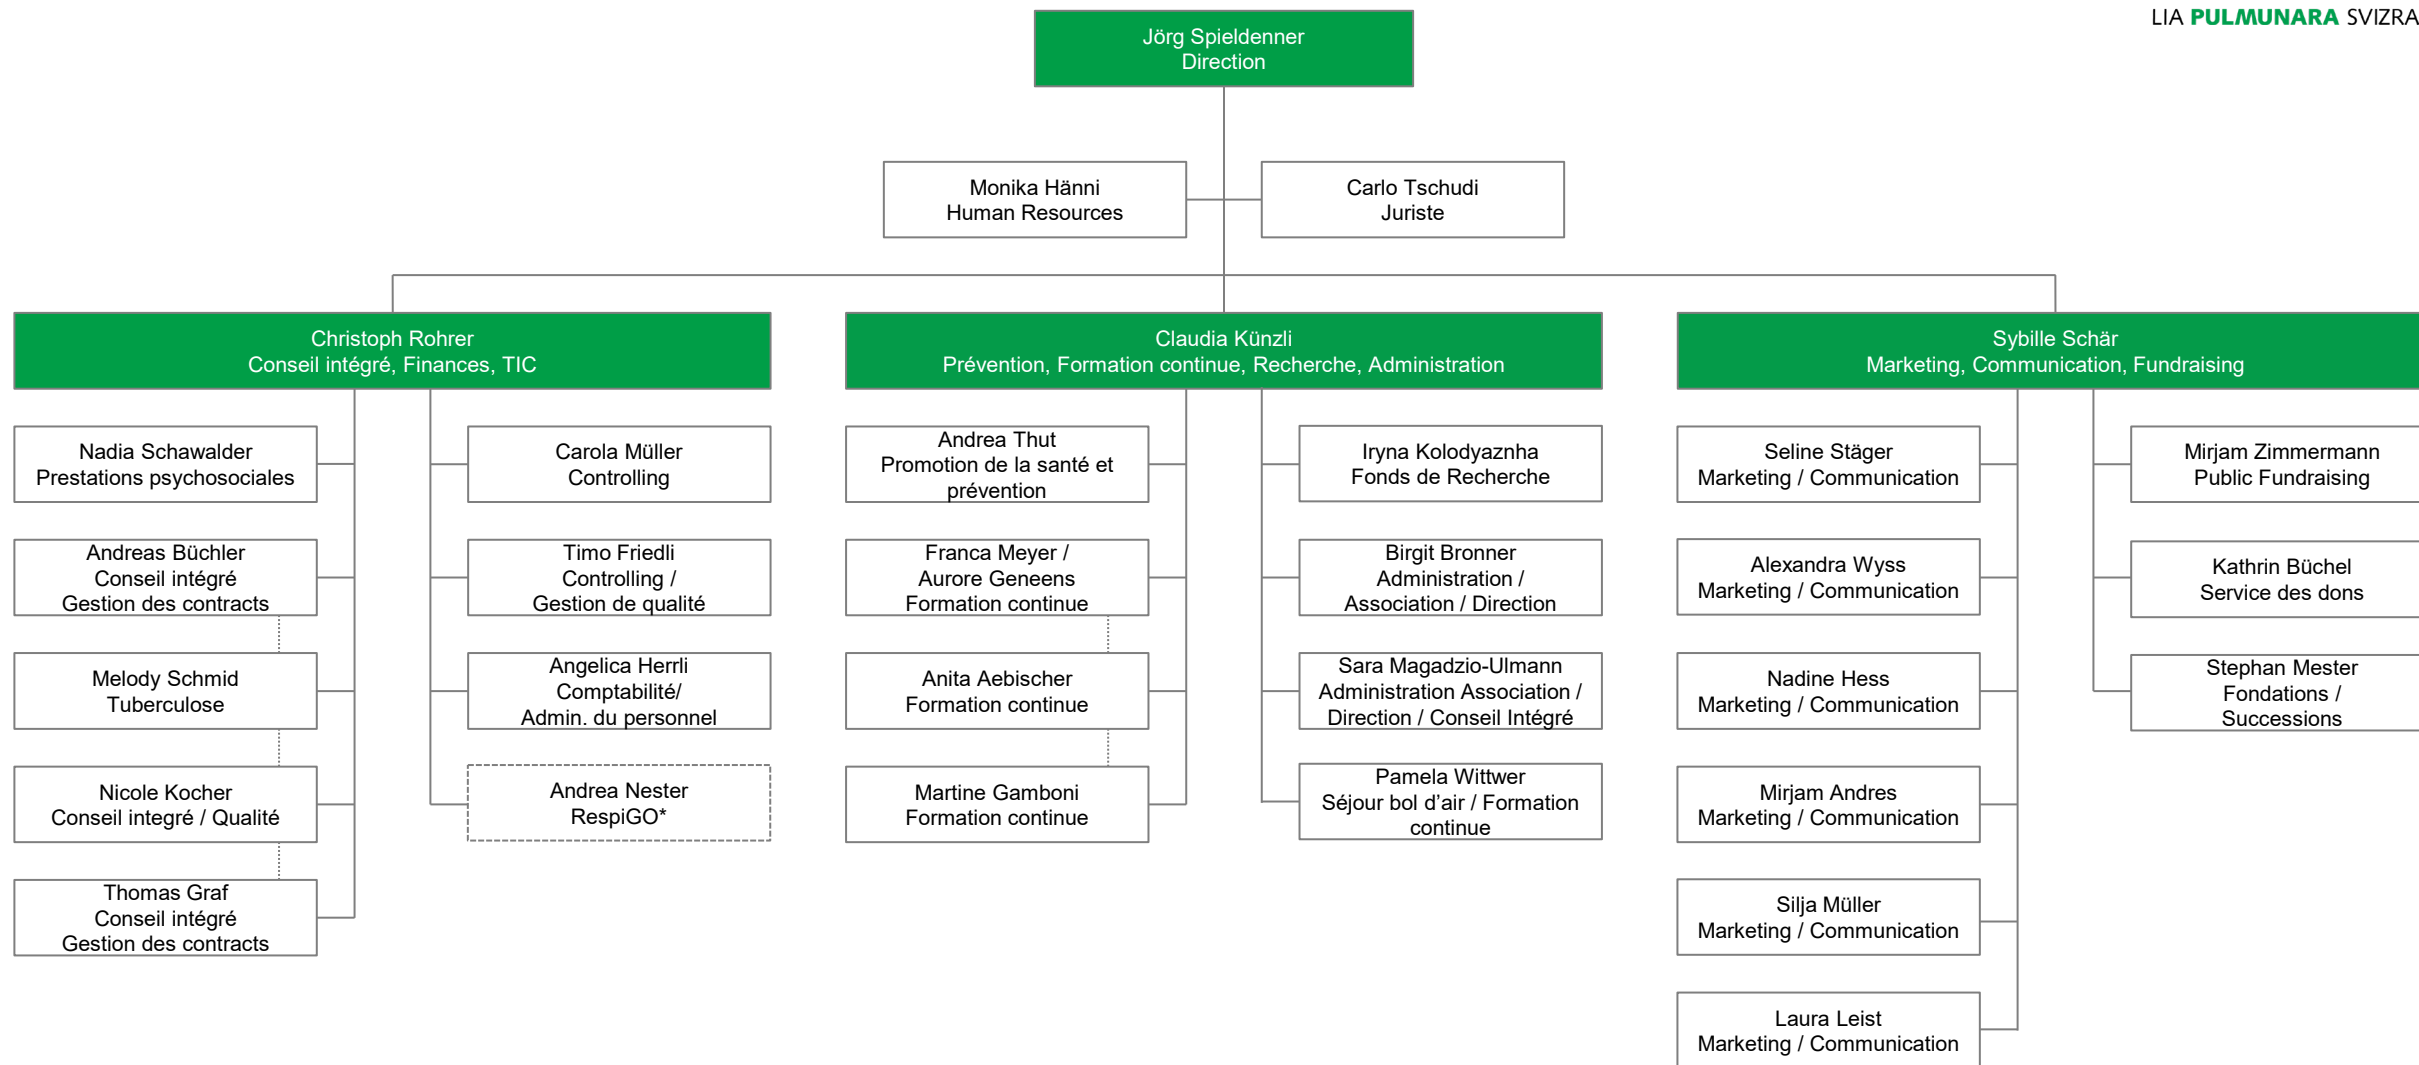 LIA PULMUNARA SVIZRA
Jörg Spieldenner
Direction
Monika Hänni
Human Resources
Carlo Tschudi
Juriste
Christoph Rohrer
Conseil intégré, Finances, TIC
Nadia Schawalder
Prestations psychosociales
Andreas Büchler
Conseil intégré
Gestion des contracts
Melody Schmid
Tuberculose
Nicole Kocher
Conseil integré / Qualité
Thomas Graf
Conseil intégré
Gestion des contracts
Carola Müller
Controlling
Timo Friedli
Controlling /
Gestion de qualité
Angelica Herrli
Comptabilité/
Admin. du personnel
Andrea Nester
RespiGO*
Claudia Künzli
Prévention, Formation continue, Recherche, Administration
Andrea Thut
Promotion de la santé et
prévention
Franca Meyer /
Aurore Geneens
Formation continue
Anita Aebischer
Formation continue
Martine Gamboni
Formation continue
Iryna Kolodyaznha
Fonds de Recherche
Birgit Bronner
Administration /
Association / Direction
Sara Magadzio-Ulmann
Administration Association /
Direction / Conseil Intégré
Pamela Wittwer
Séjour bol d’air / Formation
continue
Sybille Schär
Marketing, Communication, Fundraising
Seline Stäger
Marketing / Communication
Alexandra Wyss
Marketing / Communication
Nadine Hess
Marketing / Communication
Mirjam Andres
Marketing / Communication
Silja Müller
Marketing / Communication
Laura Leist
Marketing / Communication
Mirjam Zimmermann
Public Fundraising
Kathrin Büchel
Service des dons
Stephan Mester
Fondations /
Successions